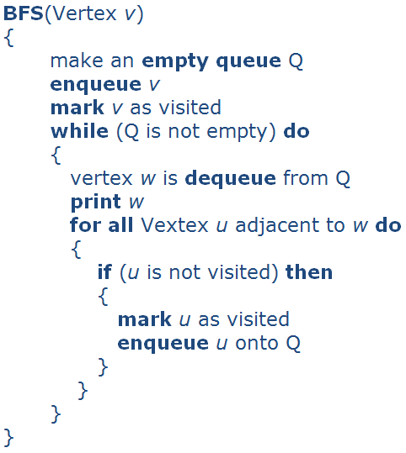 BFS(Vertex v)
{
make an empty queue Q
enqueue v
mark v as visited
while (Q is not empty) do
{
vertex w is dequeue from Q
print w
for all Vextex u adjacent to w do
{
if (u is not visited) then
{
mark u as visited
enqueue u onto Q
}
}
}
}